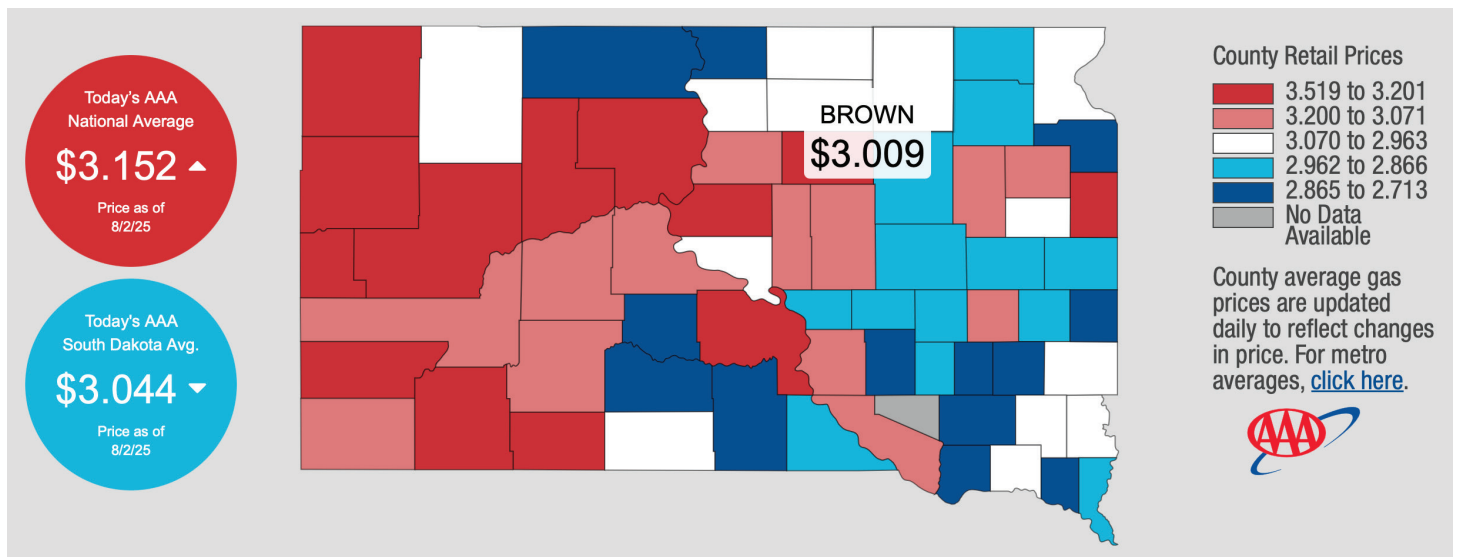 Today's AAA
National Average
$3.152
Price as of
8/2/25
Today's AAA
South Dakota Avg.
$3.044
Price as of
8/2/25
BROWN
$3.009
County Retail Prices
3.519 to 3.201
3.200 to 3.071
3.070 to 2.963
2.962 to 2.866
2.865 to 2.713
No Data
Available
County average gas
prices are updated
daily to reflect changes
in price. For metro
averages, click here.
AAA